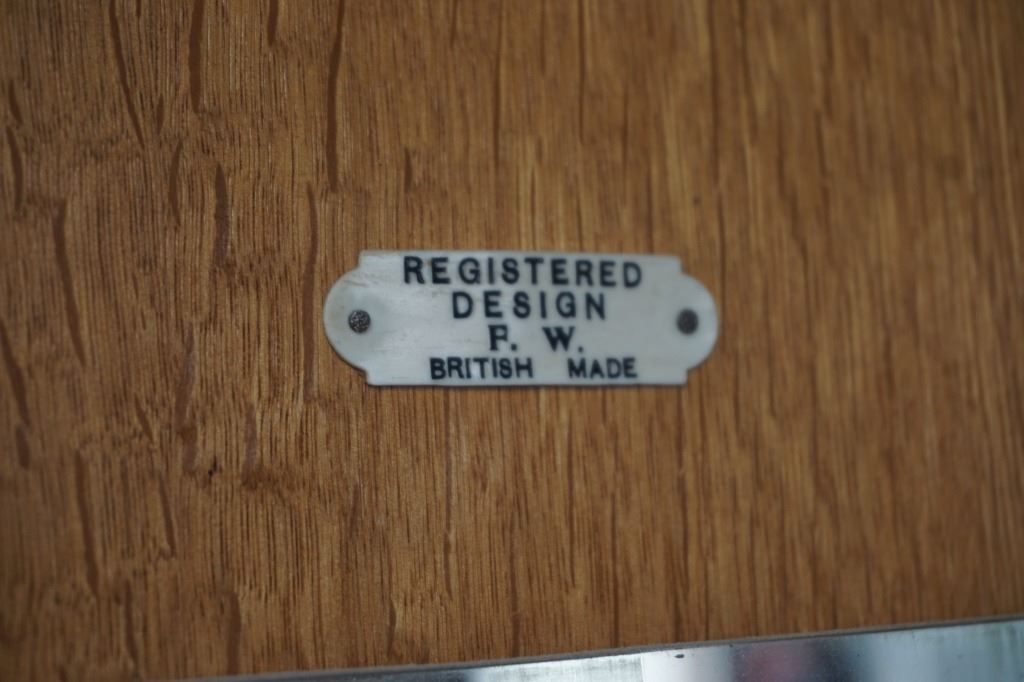 REGISTERED
DESIGN
F. W.
BRITISH MADE